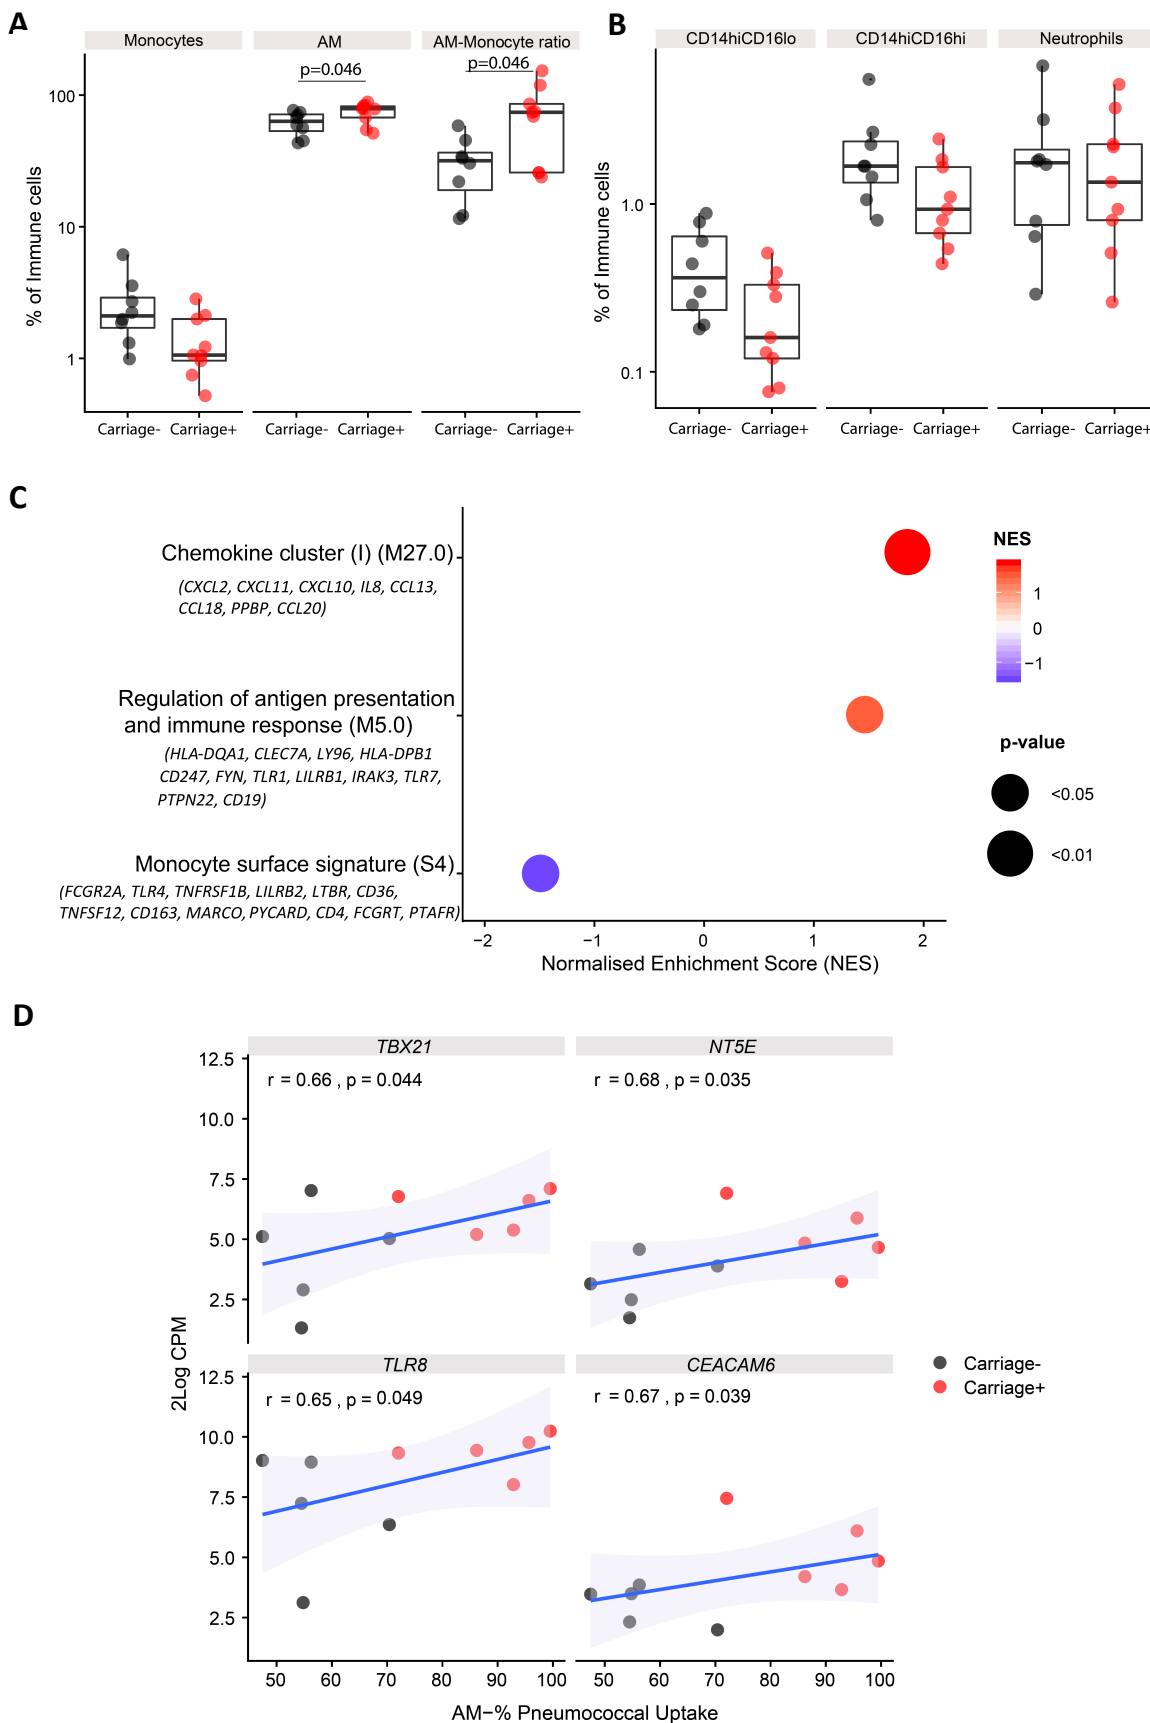 A
Monocytes
AM
AM-Monocyte ratio
p=0.046
p=0.046
100
10
1
% of Immune cells
Carriage-
Carriage+
Carriage-
Carriage+
Carriage-
Carriage+
B
CD14hiCD16lo
CD14hiCD16hi
Neutrophils
1.0
0.1
% of Immune cells
Carriage-
Carriage+
Carriage-
Carriage+
Carriage-
Carriage+
C
Chemokine cluster (I) (M27.0)
(CXCL2, CXCL11, CXCL10, IL8, CCL13,
CCL18, PPBP, CCL20)
Regulation of antigen presentation
and immune response (M5.0)
(HLA-DQA1, CLEC7A, LY96, HLA-DPB1
CD247, FYN, TLR1, LILRB1, IRAK3, TLR7,
PTPN22, CD19)
Monocyte surface signature (S4)
(FCGR2A, TLR4, TNFRSF1B, LILRB2, LTBR, CD36,
TNFSF12, CD163, MARCO, PYCARD, CD4, FCGRT, PTAFR)
−2
−1
0
1
2
Normalised Enhichment Score (NES)
NES
1
0
−1
p-value
<0.05
<0.01
D
TBX21
NT5E
r = 0.66 , p = 0.044
r = 0.68 , p = 0.035
12.5
10.0
7.5
5.0
2.5
2Log CPM
TLR8
CEACAM6
r = 0.65 , p = 0.049
r = 0.67 , p = 0.039
12.5
10.0
7.5
5.0
2.5
50
60
70
80
90
100
50
60
70
80
90
100
AM−% Pneumococcal Uptake
Carriage-
Carriage+